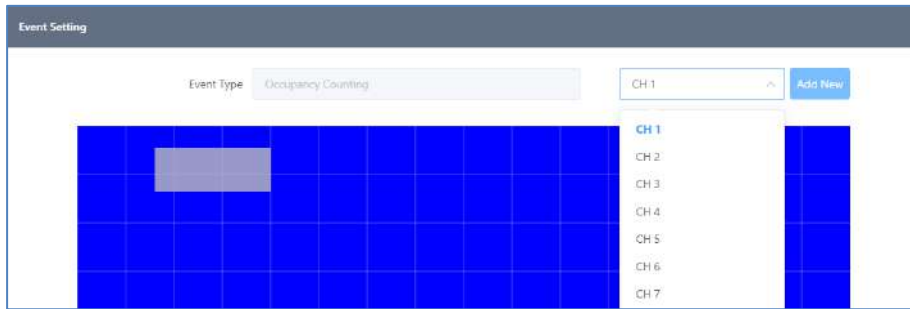 Event Setting
Event Type Occupancy Counting CH 1 Add New
CH 1
CH 2
CH 3
CH 4
CH 5
CH 6
CH 7